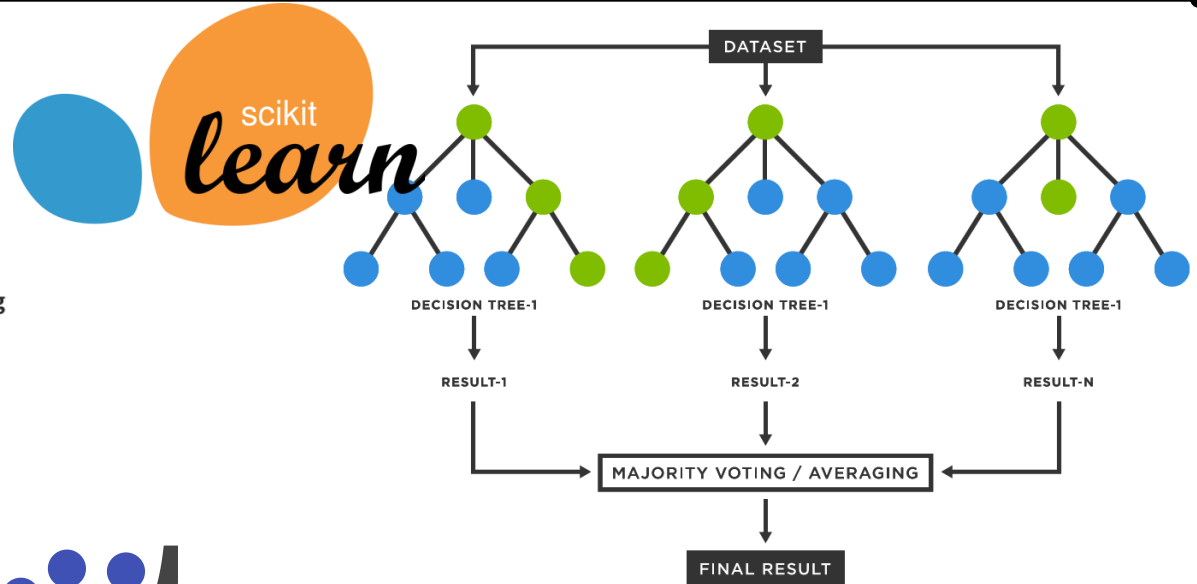 DATASET
scikit
learn
DECISION TREE-1
DECISION TREE-1
DECISION TREE-1
g
RESULT-1
RESULT-2
RESULT-N
MAJORITY VOTING / AVERAGING
FINAL RESULT